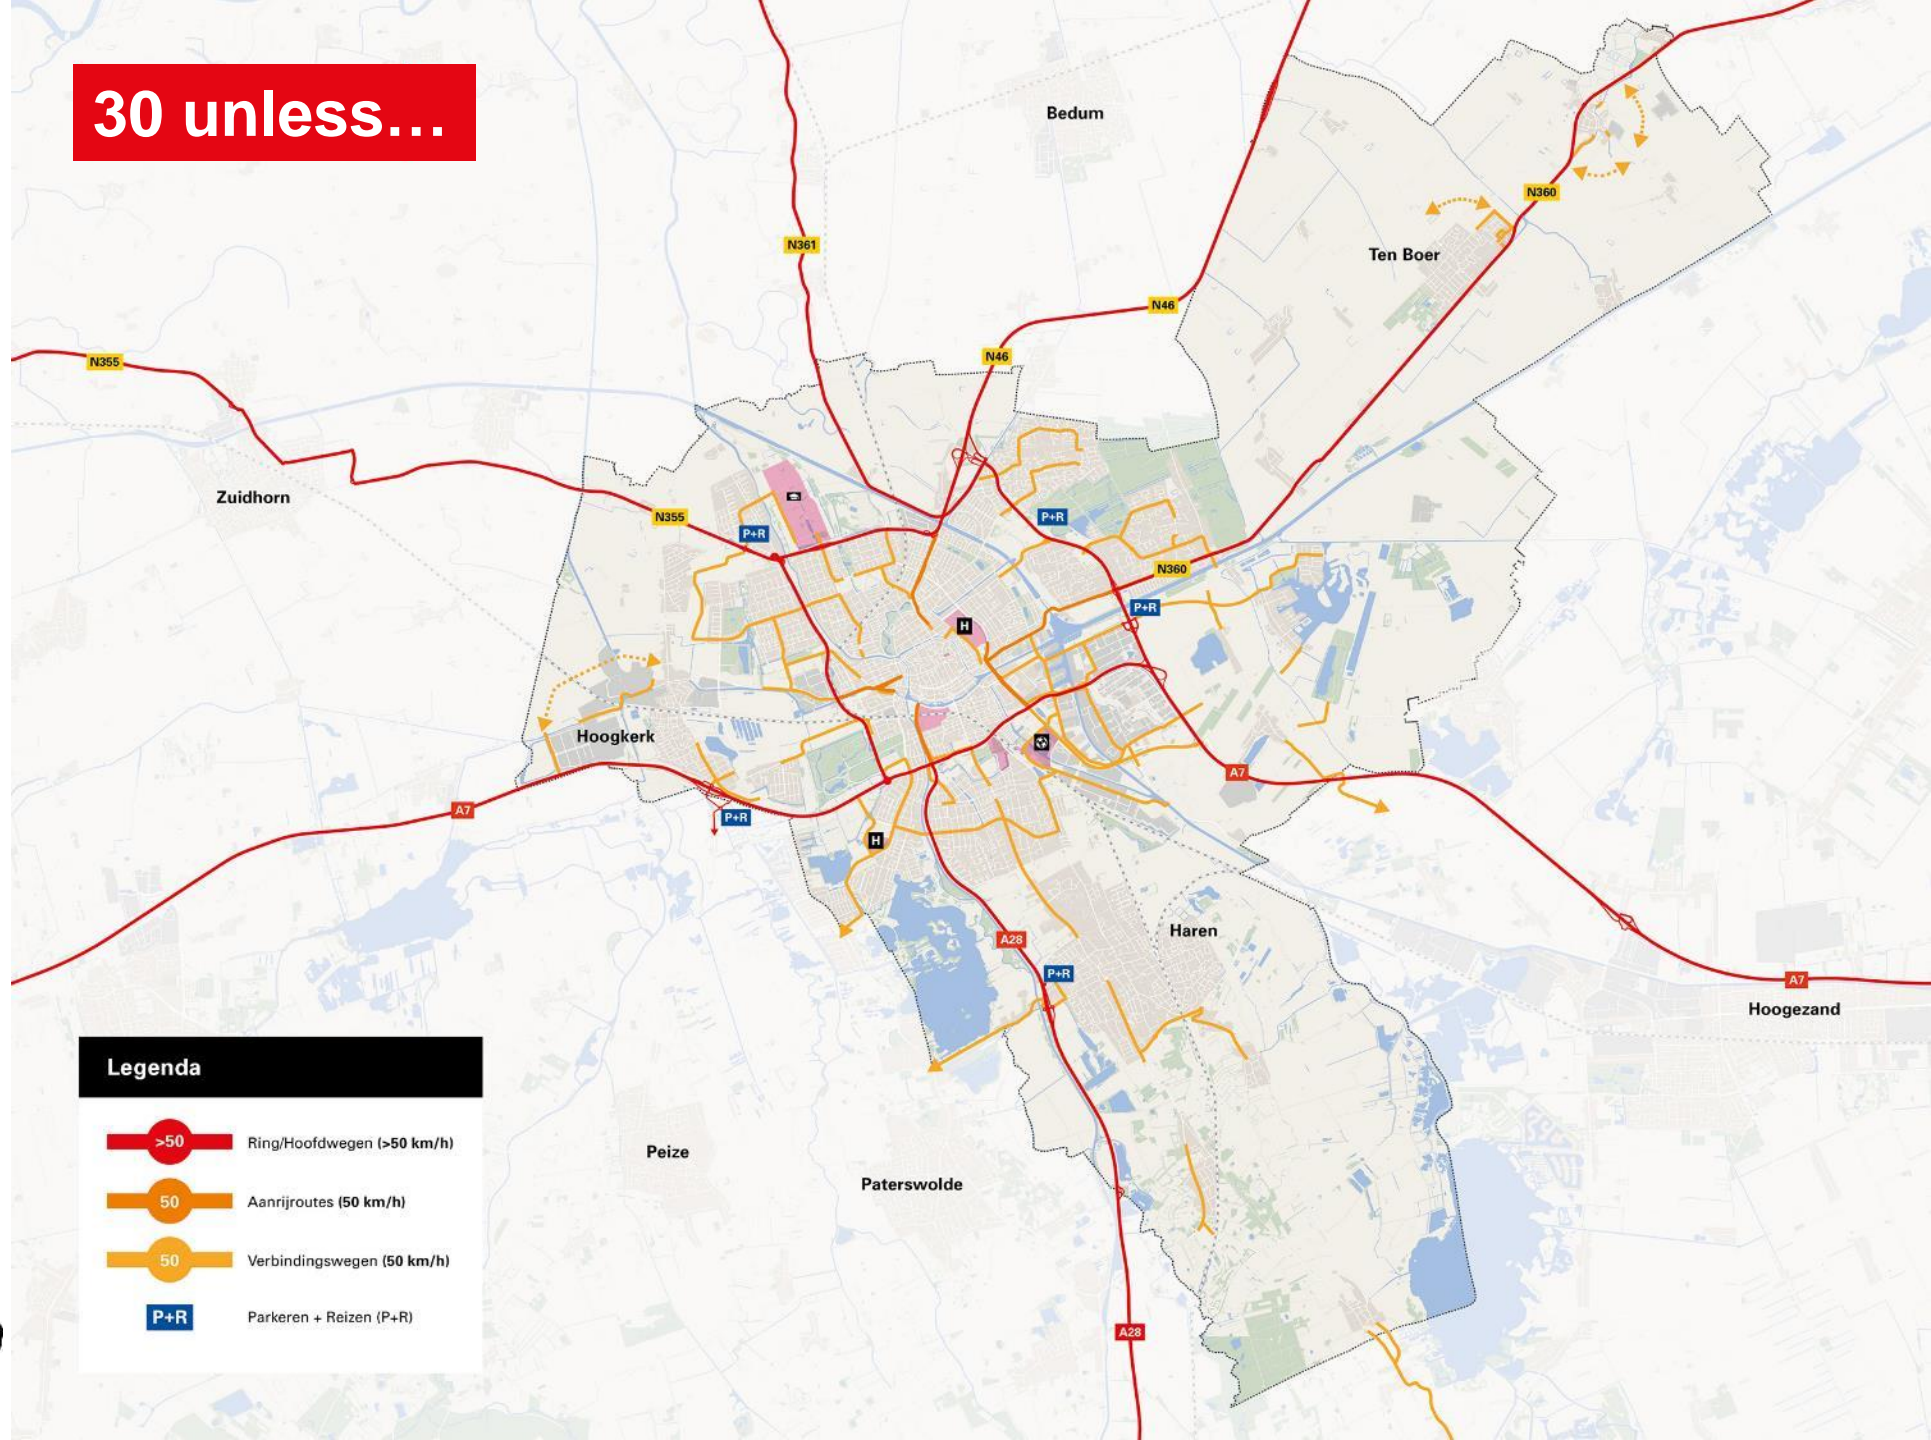 30 unless…
Bedum
N360
N361
Ten Boer
N46
N46
N355
Zuidhorn
N355
P+R
P+R
N360
P+R
H
Hoogkerk
A7
A7
P+R
H
Haren
A28
P+R
A7
Hoogezand
Legenda
>50 Ring/Hoofdwegen (>50 km/h)
50 Aanrijroutes (50 km/h)
50 Verbindingswegen (50 km/h)
P+R Parkeren + Reizen (P+R)
Peize
Paterswolde
A28